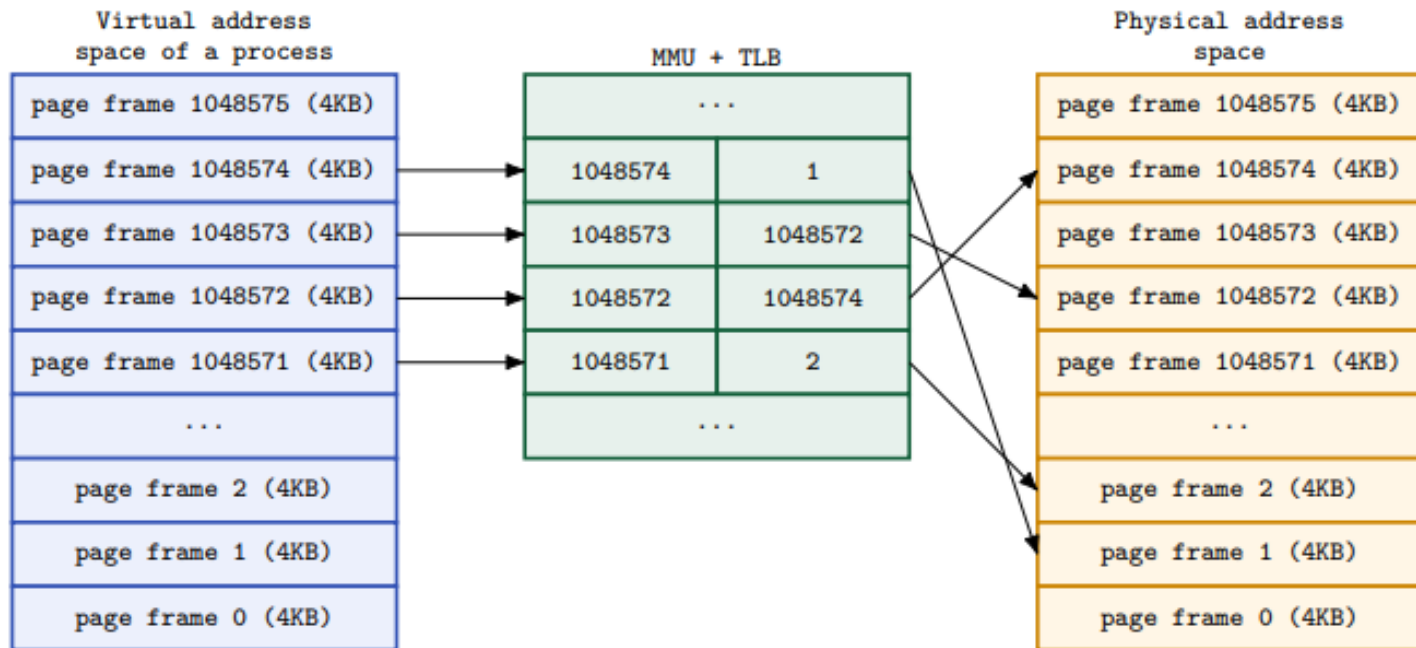 Virtual address
space of a process
page frame 1048575 (4KB)
page frame 1048574 (4KB)
page frame 1048573 (4KB)
page frame 1048572 (4KB)
page frame 1048571 (4KB)
...
page frame 2 (4KB)
page frame 1 (4KB)
page frame 0 (4KB)
MMU + TLB
...
1048574 1
1048573 1048572
1048572 1048574
1048571 2
...
Physical address
space
page frame 1048575 (4KB)
page frame 1048574 (4KB)
page frame 1048573 (4KB)
page frame 1048572 (4KB)
page frame 1048571 (4KB)
...
page frame 2 (4KB)
page frame 1 (4KB)
page frame 0 (4KB)